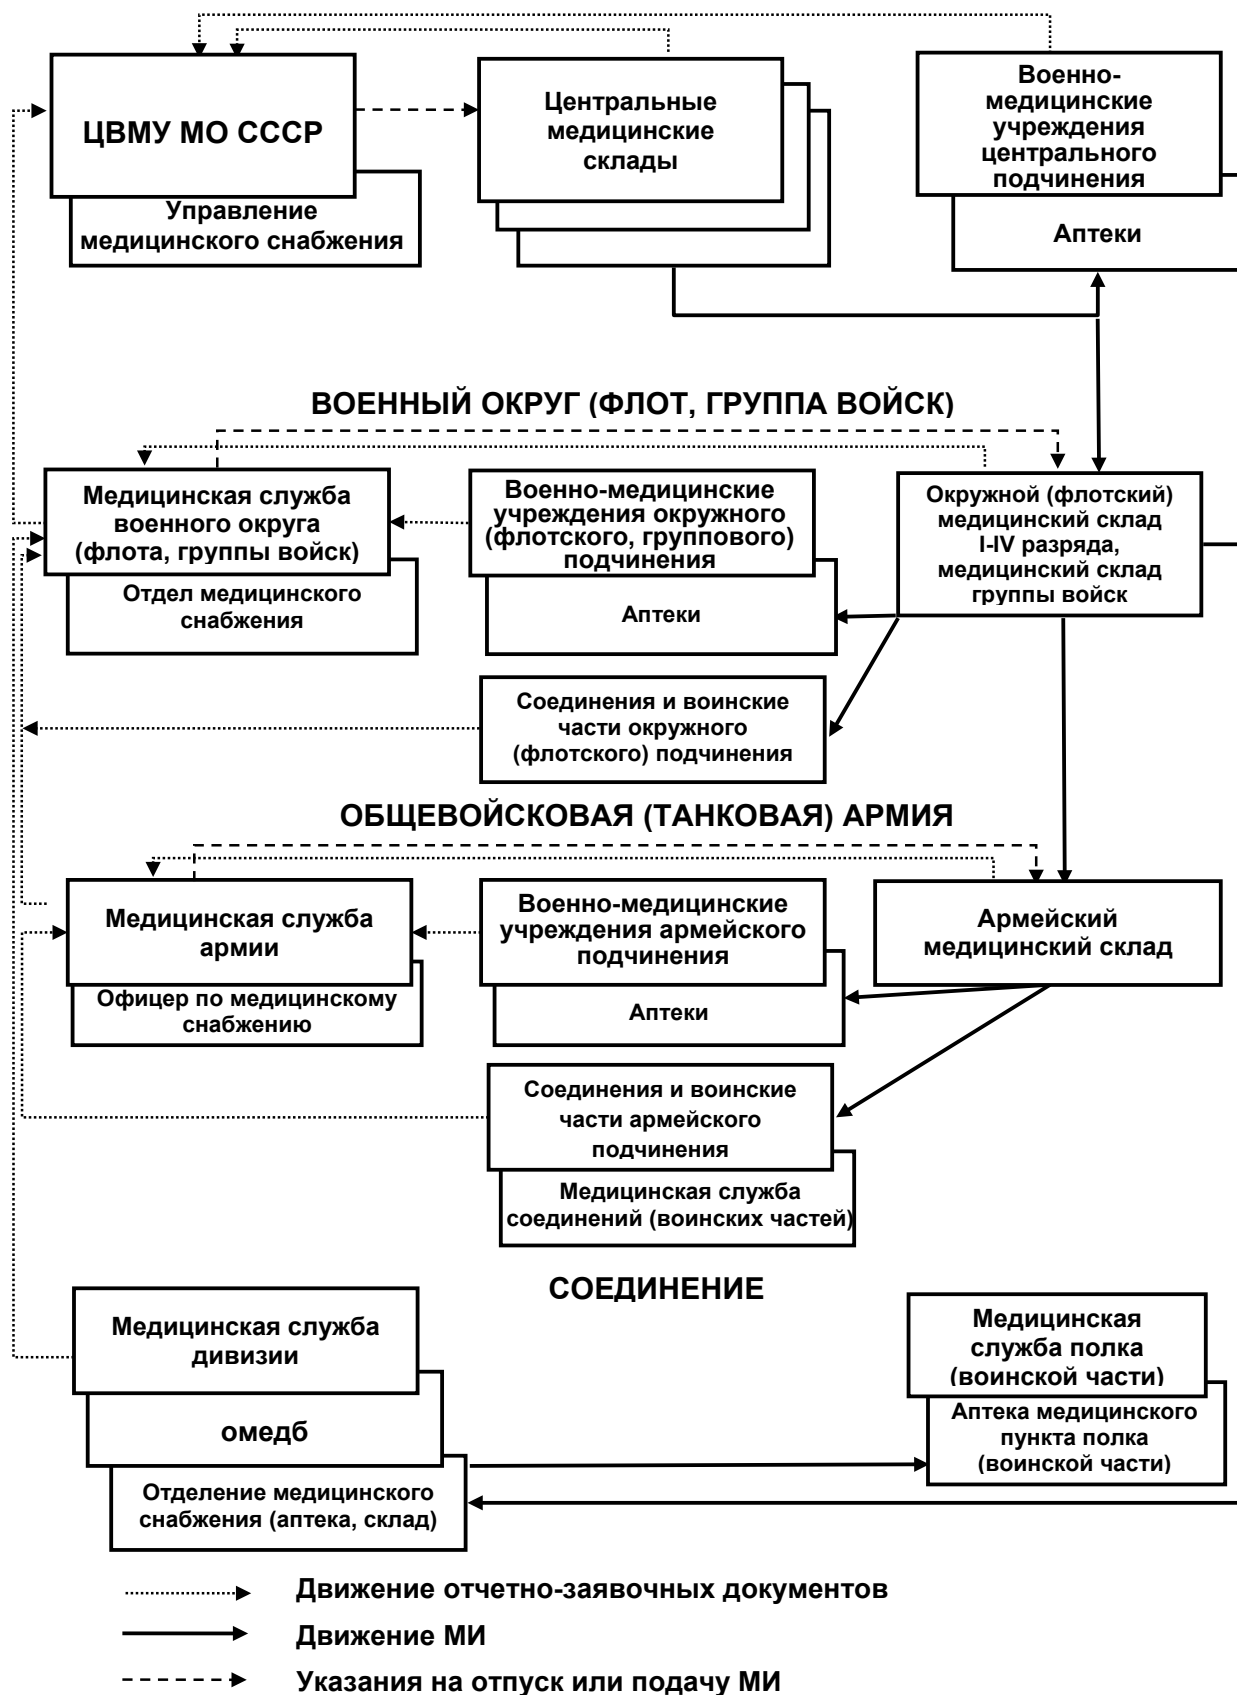 ЦВМУ МО СССР
Управление
медицинского снабжения
Центральные
медицинские
склады
Военно-
медицинские
учреждения
центрального
подчинения
Аптеки
ВОЕННЫЙ ОКРУГ (ФЛОТ, ГРУППА ВОЙСК)
Медицинская служба
военного округа
(флота, группы войск)
Отдел медицинского
снабжения
Военно-медицинские
учреждения окружного
(флотского, группового)
подчинения
Аптеки
Окружной (флотский)
медицинский склад
I-IV разряда,
медицинский склад
группы войск
Соединения и воинские
части окружного
(флотского) подчинения
ОБЩЕВОЙСКОВАЯ (ТАНКОВАЯ) АРМИЯ
Медицинская служба
армии
Офицер по медицинскому
снабжению
Военно-медицинские
учреждения армейского
подчинения
Аптеки
Армейский
медицинский склад
Соединения и воинские
части армейского
подчинения
Медицинская служба
соединений (воинских частей)
СОЕДИНЕНИЕ
Медицинская служба
дивизии
омедб
Отделение медицинского
снабжения (аптека, склад)
Медицинская
служба полка
(воинской части)
Аптека медицинского
пункта полка
(воинской части)
Движение отчетно-заявочных документов
Движение МИ
Указания на отпуск или подачу МИ